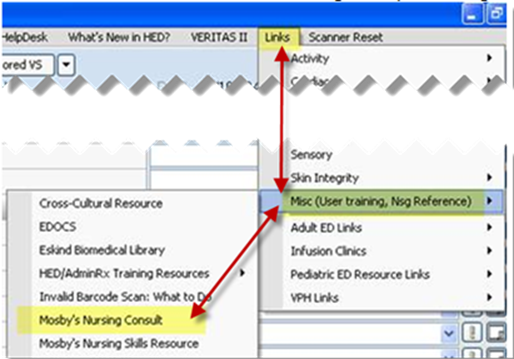 HelpDesk What's New in HED? VERITAS II Links Scanner Reset
ored VS
Activity
Sensory
Skin Integrity
Misc (User training, Nsg Reference)
Adult ED Links
Infusion Clinics
Pediatric ED Resource Links
VPH Links
Cross-Cultural Resource
EDOCS
Eskind Biomedical Library
HED/AdminRx Training Resources
Invalid Barcode Scan: What to Do
Mosby's Nursing Consult
Mosby's Nursing Skills Resource